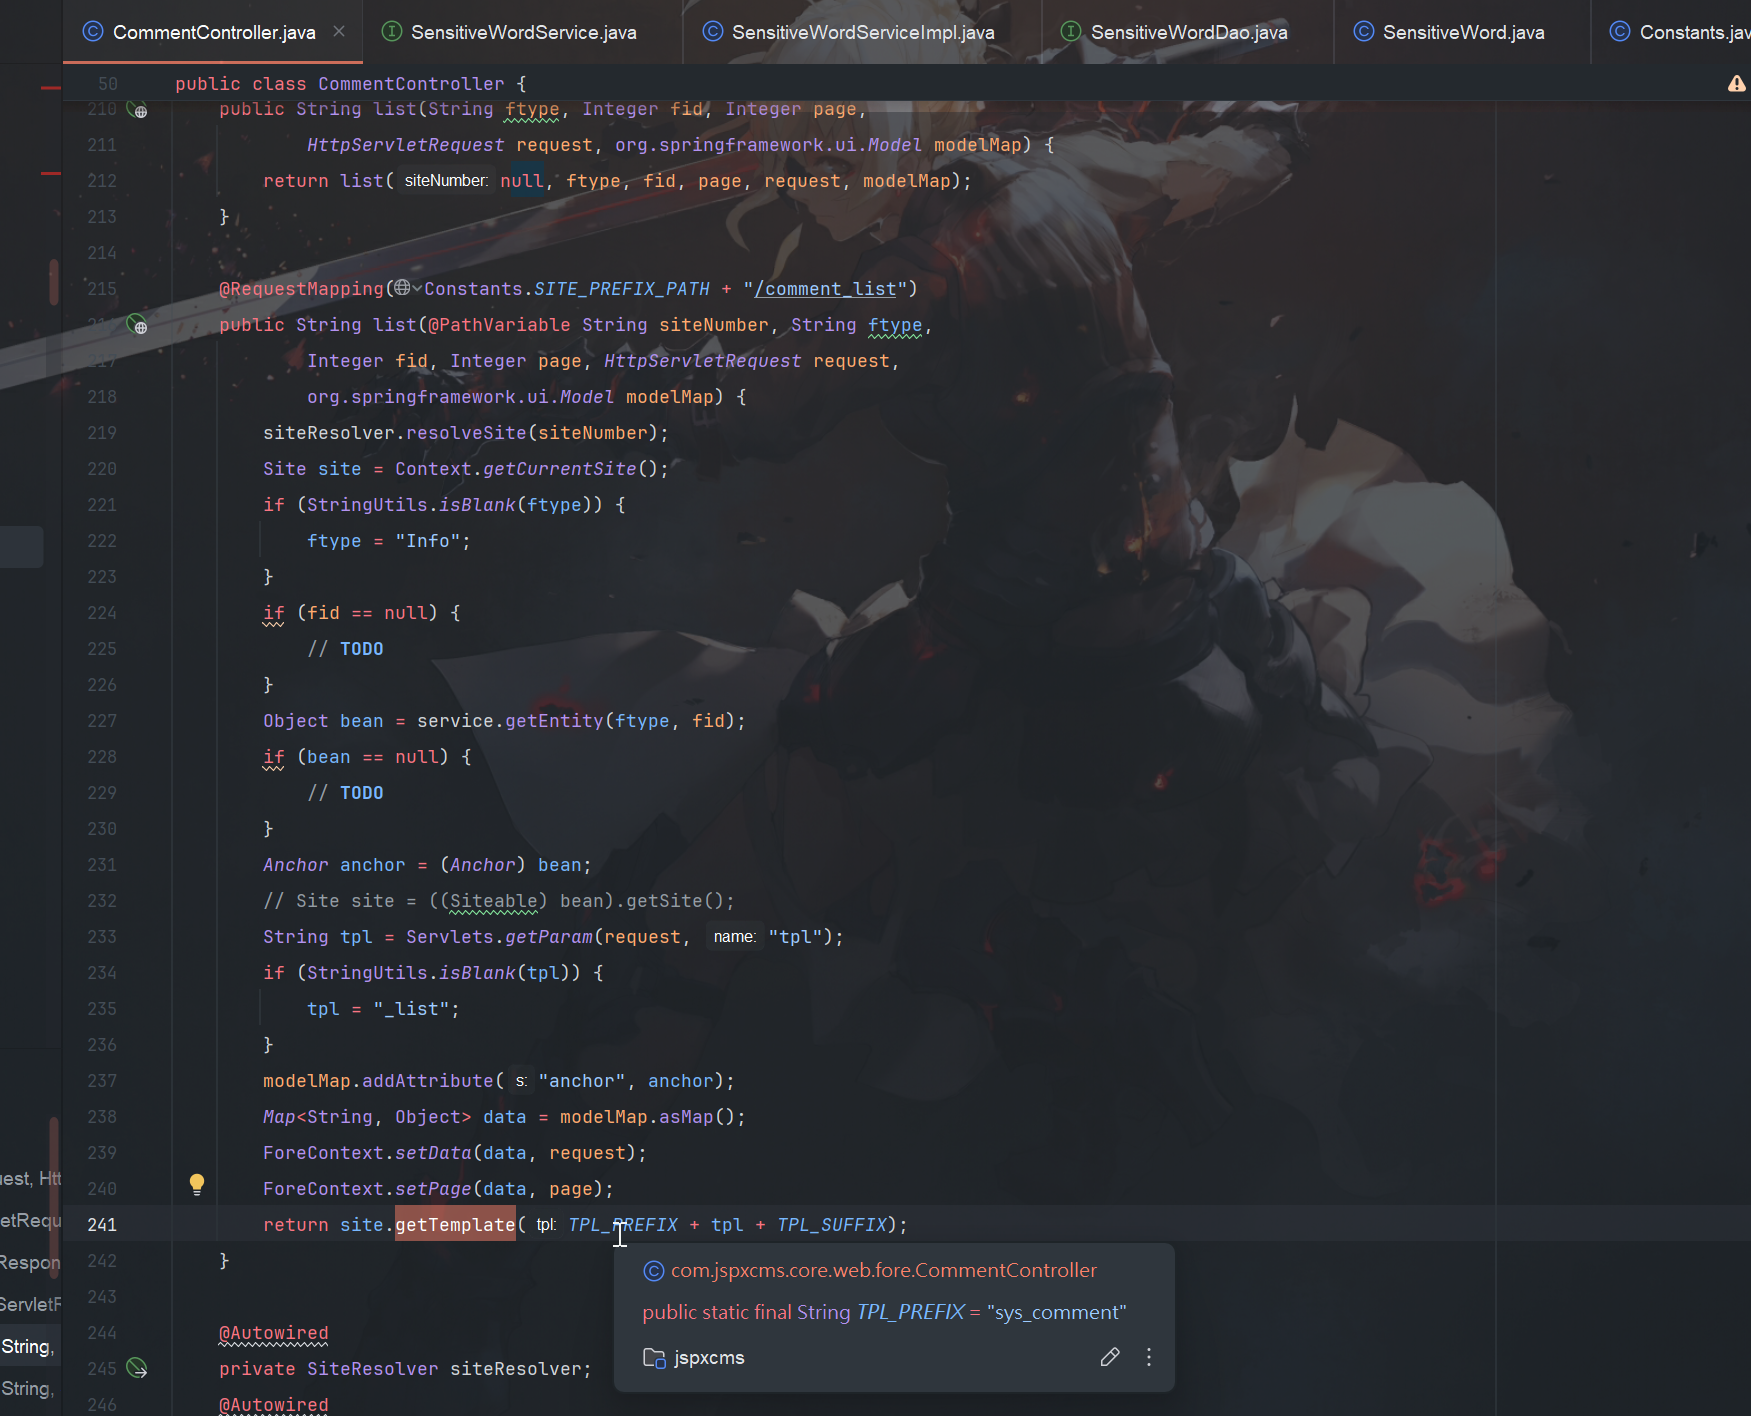 CommentController.java
SensitiveWordService.java
SensitiveWordServiceImpl.java
SensitiveWordDao.java
SensitiveWord.java
Constants.jav
50 public class CommentController {
210 public String list(String ftype, Integer fid, Integer page,
211 HttpServletRequest request, org.springframework.ui.Model modelMap) {
212 return list( siteNumber: null, ftype, fid, page, request, modelMap);
213 }
214
215 @RequestMapping(Constants.SITE_PREFIX_PATH + "/comment_list")
public String list(@PathVariable String siteNumber, String ftype,
Integer fid, Integer page, HttpServletRequest request,
218 org.springframework.ui.Model modelMap) {
219 siteResolver.resolveSite(siteNumber);
220 Site site = Context.getCurrentSite();
221 if (StringUtils.isBlank(ftype)) {
222 ftype = "Info";
223 }
224 if (fid == null) {
225 // TODO
226 }
227 Object bean = service.getEntity(ftype, fid);
228 if (bean == null) {
229 // TODO
230 }
231 Anchor anchor = (Anchor) bean;
232 // Site site = ((Siteable) bean).getSite();
233 String tpl = Servlets.getParam(request, name: "tpl");
234 if (StringUtils.isBlank(tpl)) {
235 tpl = "_list";
236 }
237 modelMap.addAttribute( s: "anchor", anchor);
238 Map<String, Object> data = modelMap.asMap();
239 ForeContext.setData(data, request);
240 ForeContext.setPage(data, page);
241 return site.getTemplate( tpl: TPL_PREFIX + tpl + TPL_SUFFIX);
242 }
243
244 @Autowired
245 private SiteResolver siteResolver;
246 @Autowired
com.jspxcms.core.web.fore.CommentController
public static final String TPL_PREFIX = "sys_comment"
jspxcms
uest, Htt
etRequ
Respon
ServletR
String,
String,